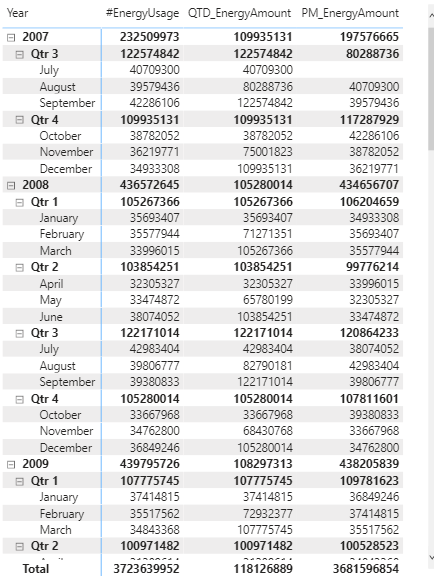 Year #EnergyUsage QTD_EnergyAmount PM_EnergyAmount
2007 232509973 109935131 197576665
Qtr 3 122574842 122574842 80288736
July 40709300 40709300
August 39579436 80288736 40709300
September 42286106 122574842 39579436
Qtr 4 109935131 109935131 117287929
October 38782052 38782052 42286106
November 36219771 75001823 38782052
December 34933308 109935131 36219771
2008 436572645 105280014 434656707
Qtr 1 105267366 105267366 106204659
January 35693407 35693407 34933308
February 35577944 71271351 35693407
March 33996015 105267366 35577944
Qtr 2 103854251 103854251 99776214
April 32305327 32305327 33996015
May 33474872 65780199 32305327
June 38074052 103854251 33474872
Qtr 3 122171014 122171014 120864233
July 42983404 42983404 38074052
August 39806777 82790181 42983404
September 39380833 122171014 39806777
Qtr 4 105280014 105280014 107811601
October 33667968 33667968 39380833
November 34762800 68430768 33667968
December 36849246 105280014 34762800
2009 439795726 108297313 438205839
Qtr 1 107775745 107775745 109781623
January 37414815 37414815 36849246
February 35517562 72932377 37414815
March 34843368 107775745 35517562
Qtr 2 100971482 100971482 100528523
Total 3723639952 118126889 3681596854